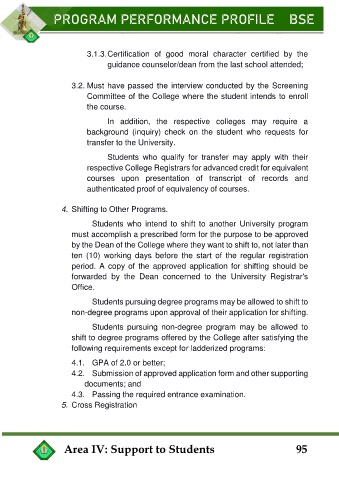 PROGRAM PERFORMANCE PROFILE BSE
3.1.3. Certification of good moral character certified by the
guidance counselor/dean from the last school attended;
3.2. Must have passed the interview conducted by the Screening
Committee of the College where the student intends to enroll
the course.
In addition, the respective colleges may require a
background (inquiry) check on the student who requests for
transfer to the University.
Students who qualify for transfer may apply with their
respective College Registrars for advanced credit for equivalent
courses upon presentation of transcript of records and
authenticated proof of equivalency of courses.
4. Shifting to Other Programs.
Students who intend to shift to another University program
must accomplish a prescribed form for the purpose to be approved
by the Dean of the College where they want to shift to, not later than
ten (10) working days before the start of the regular registration
period. A copy of the approved application for shifting should be
forwarded by the Dean concerned to the University Registrar's
Office.
Students pursuing degree programs may be allowed to shift to
non-degree programs upon approval of their application for shifting.
Students pursuing non-degree program may be allowed to
shift to degree programs offered by the College after satisfying the
following requirements except for ladderized programs:
4.1. GPA of 2.0 or better;
4.2. Submission of approved application form and other supporting
documents; and
4.3. Passing the required entrance examination.
5. Cross Registration
Area IV: Support to Students 95